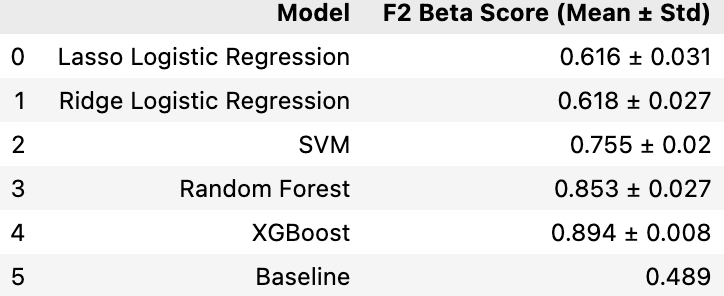 Model F2 Beta Score (Mean ± Std)
0 Lasso Logistic Regression 0.616 ± 0.031
1 Ridge Logistic Regression 0.618 ± 0.027
2 SVM 0.755 ± 0.02
3 Random Forest 0.853 ± 0.027
4 XGBoost 0.894 ± 0.008
5 Baseline 0.489